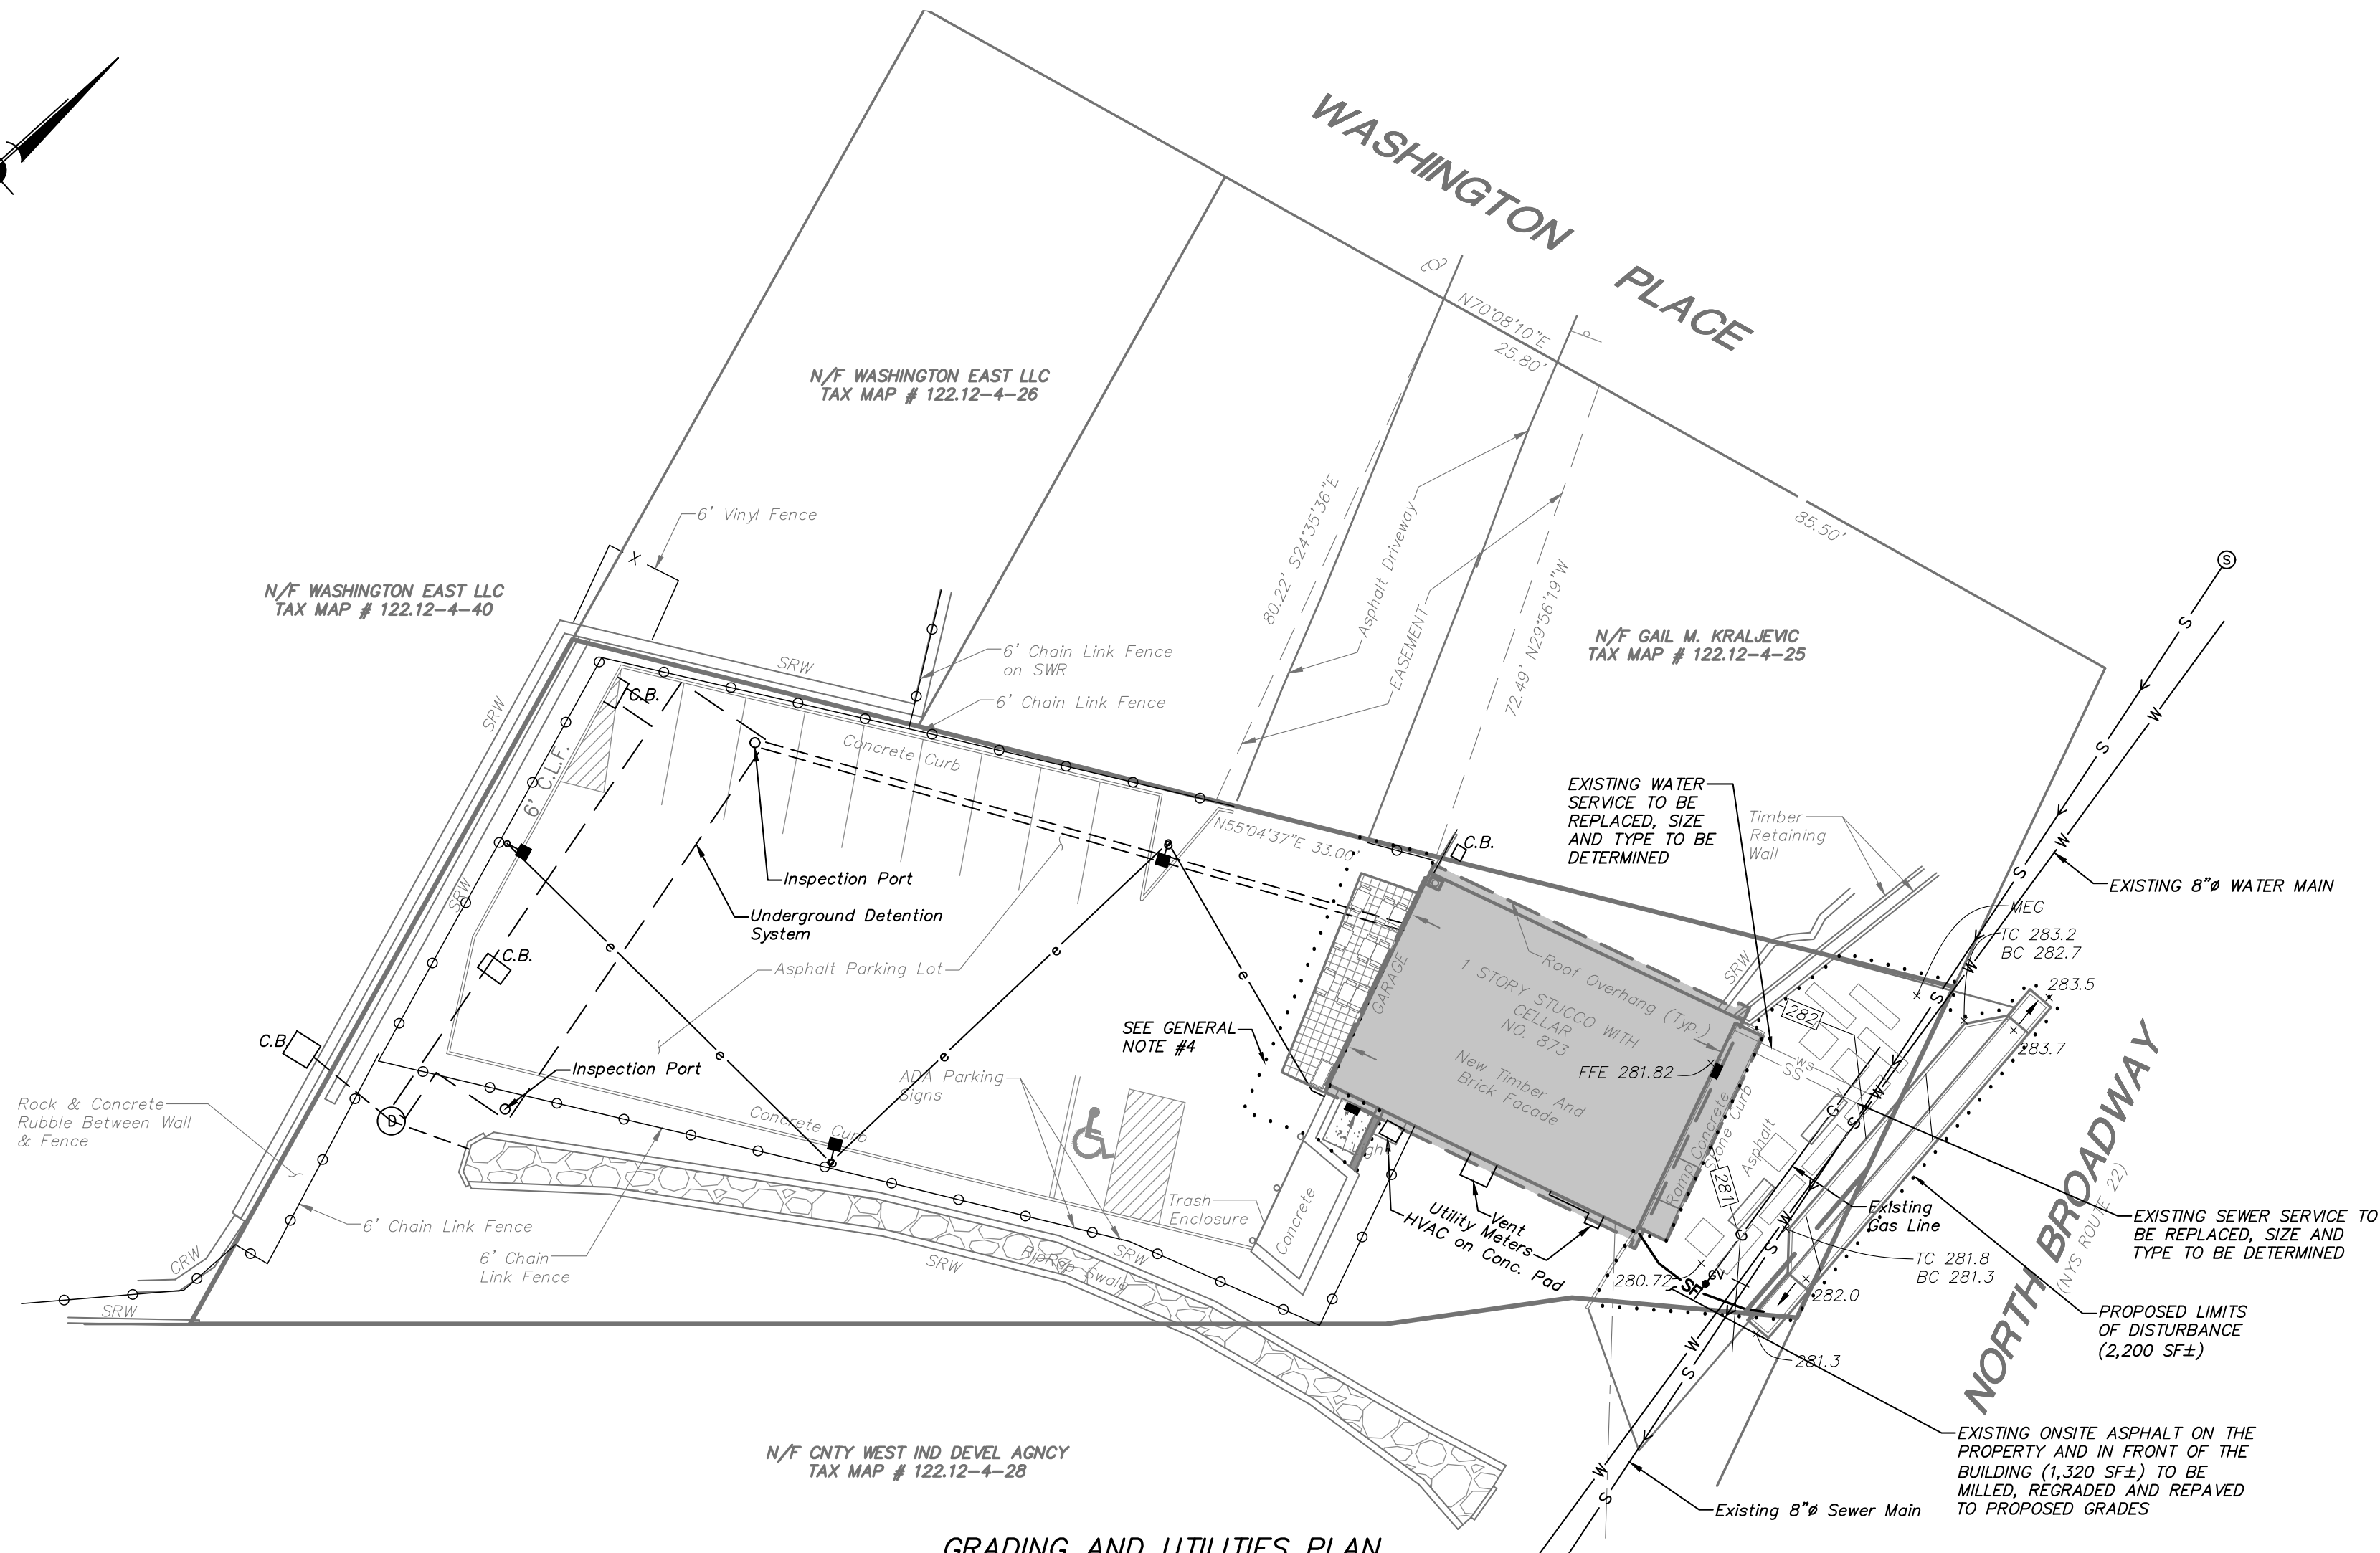 WASHINGTON PLACE
N70°08'10"E
25.80'
N/F WASHINGTON EAST LLC
TAX MAP # 122.12-4-26
6' Vinyl Fence
X
85.50'
80.22' S24°35'36"E
Asphalt Driveway
EASEMENT
72.49' N29°56'19"W
S
N/F WASHINGTON EAST LLC
TAX MAP # 122.12-4-40
N/F GAIL M. KRALJEVIC
TAX MAP # 122.12-4-25
SRW
6' Chain Link Fence
on SWR
6' Chain Link Fence
SRW
C.B.
Concrete Curb
6' C.L.F.
SRW
N55°04'37"E 33.00'
C.B.
EXISTING WATER
SERVICE TO BE
REPLACED, SIZE
AND TYPE TO BE
DETERMINED
Timber
Retaining
Wall
EXISTING 8"ø WATER MAIN
Inspection Port
Underground Detention
System
Asphalt Parking Lot
C.B.
MEG
TC 283.2
BC 282.7
283.5
283.7
SRW
282
GARAGE
Roof Overhang (Typ.)
1 STORY STUCCO WITH
CELLAR
NO. 873
New Timber And
Brick Facade
FFE 281.82
WS
SS
SEE GENERAL
NOTE #4
C.B.
Inspection Port
D
ADA Parking
Signs
Concrete Curb
Rock & Concrete
Rubble Between Wall
& Fence
6' Chain Link Fence
6' Chain
Link Fence
Trash
Enclosure
Concrete
Utility Meters
Vent
HVAC on Conc. Pad
Ramp Concrete
Stone Curb
Asphalt
281
G
G
Existing
Gas Line
EXISTING SEWER SERVICE TO
BE REPLACED, SIZE AND
TYPE TO BE DETERMINED
TC 281.8
BC 281.3
280.72
GV
SF
282.0
281.3
PROPOSED LIMITS
OF DISTURBANCE
(2,200 SF±)
NORTH BROADWAY
(NYS ROUTE 22)
CRW
SRW
SRW
RipRap Swale
SRW
N/F CNTY WEST IND DEVEL AGNCY
TAX MAP # 122.12-4-28
EXISTING ONSITE ASPHALT ON THE
PROPERTY AND IN FRONT OF THE
BUILDING (1,320 SF±) TO BE
MILLED, REGRADED AND REPAVED
TO PROPOSED GRADES
Existing 8"ø Sewer Main
GRADING AND UTILITIES PLAN